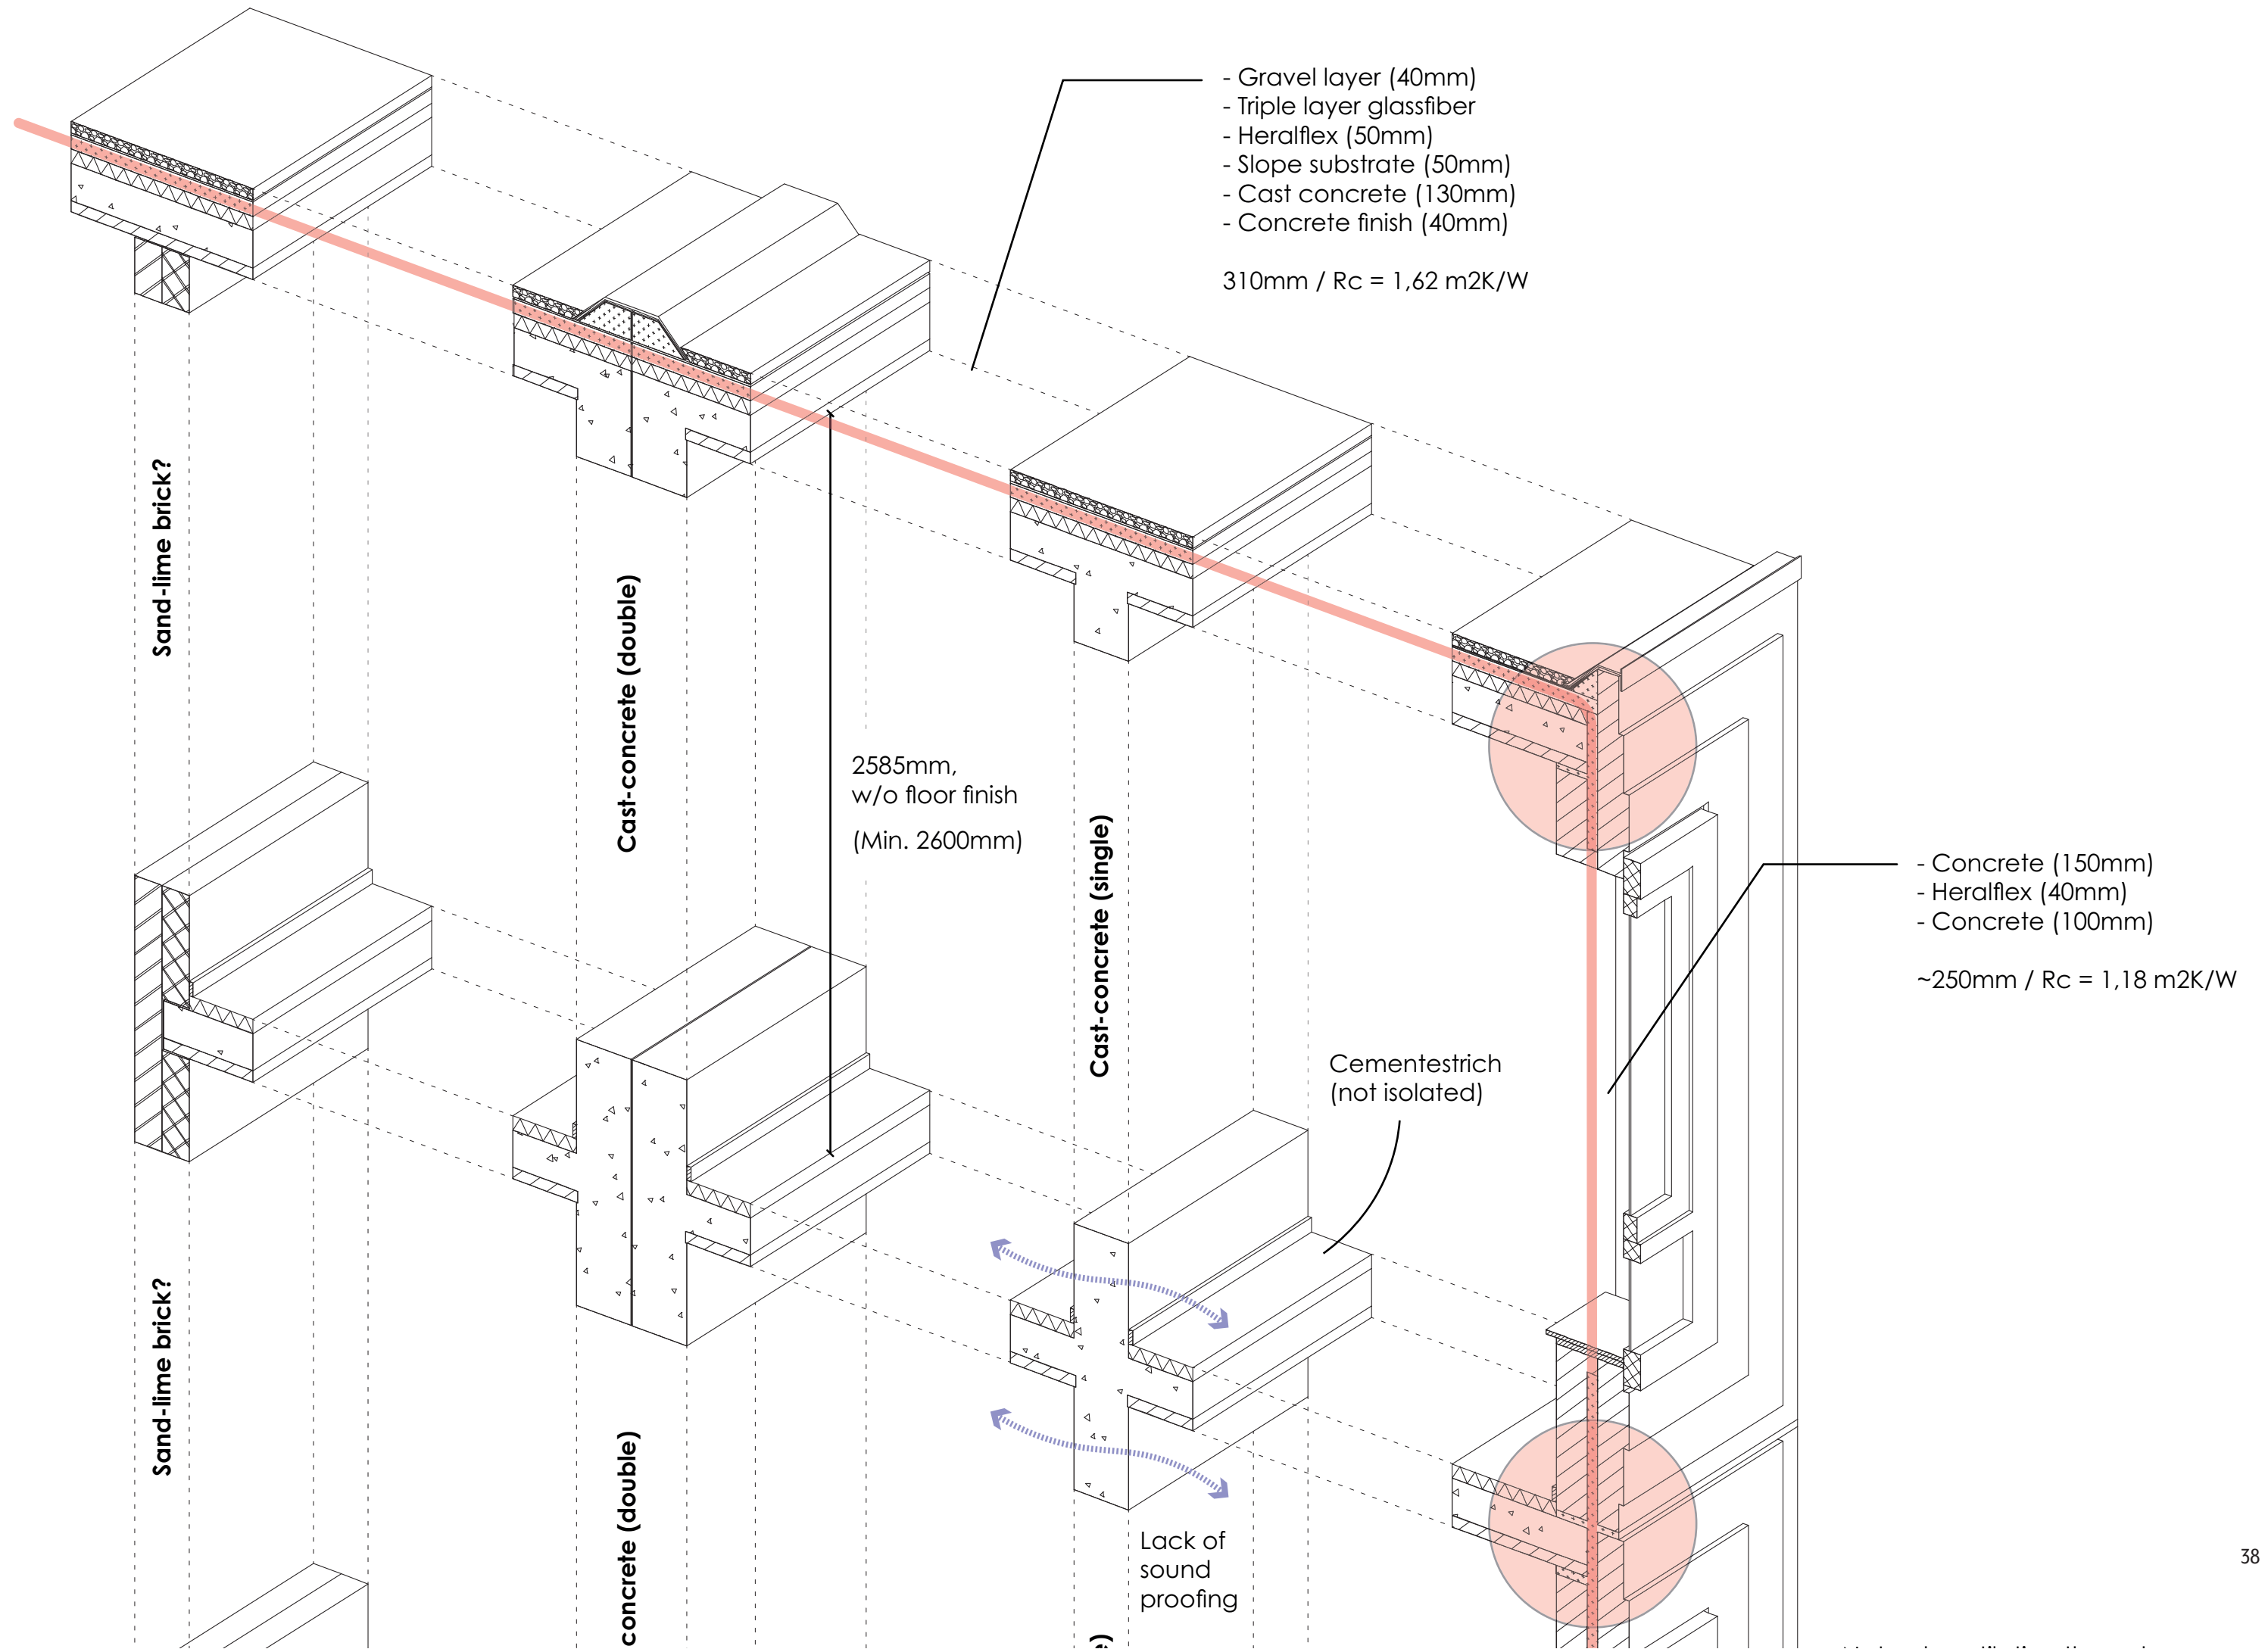 - Gravel layer (40mm)
- Triple layer glassfiber
- Heralflex (50mm)
- Slope substrate (50mm)
- Cast concrete (130mm)
- Concrete finish (40mm)
310mm / Rc = 1,62 m2K/W
Sand-lime brick?
Cast-concrete (double)
2585mm,
w/o floor finish
(Min. 2600mm)
Cast-concrete (single)
- Concrete (150mm)
- Heralflex (40mm)
- Concrete (100mm)
~250mm / Rc = 1,18 m2K/W
Cementestrich
(not isolated)
Sand-lime brick?
concrete (double)
Lack of
sound
proofing
38